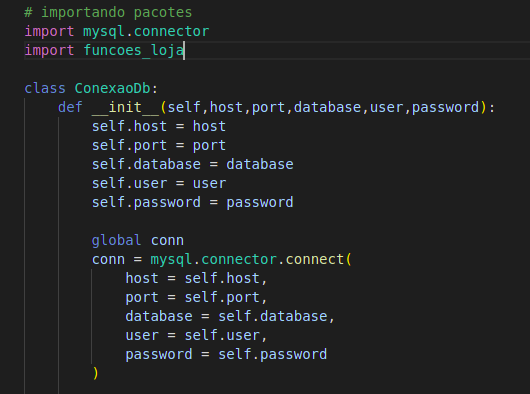 # importando pacotes
import mysql.connector
import funcoes_loja
class ConexaoDb:
def __init__(self,host,port,database,user,password):
self.host = host
self.port = port
self.database = database
self.user = user
self.password = password
global conn
conn = mysql.connector.connect(
host = self.host,
port = self.port,
database = self.database,
user = self.user,
password = self.password
)